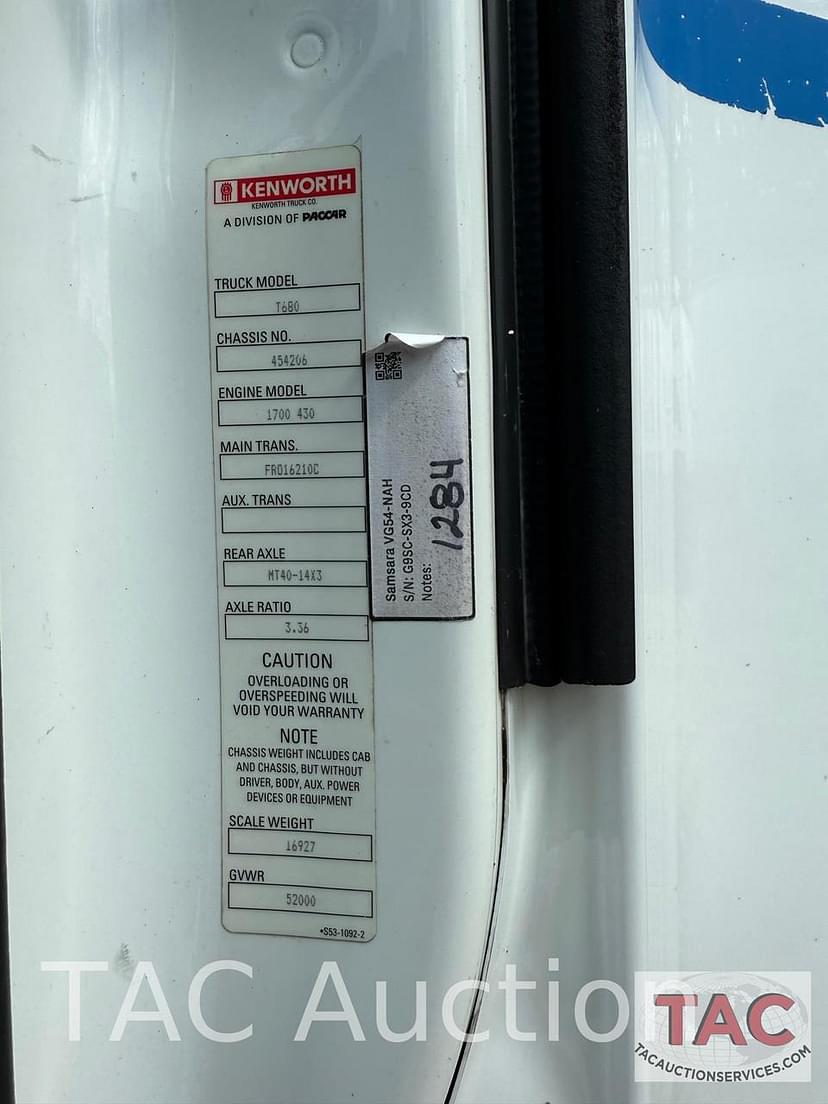 KENWORTH
KENWORTH TRUCK CO.
A DIVISION OF PACCAR
TRUCK MODEL
T680
CHASSIS NO.
454206
ENGINE MODEL
1700 430
MAIN TRANS.
FRO16210C
AUX. TRANS
REAR AXLE
MT40-14X3
AXLE RATIO
3.36
CAUTION
OVERLOADING OR
OVERSPEEDING WILL
VOID YOUR WARRANTY
NOTE
CHASSIS WEIGHT INCLUDES CAB
AND CHASSIS, BUT WITHOUT
DRIVER, BODY, AUX. POWER
DEVICES OR EQUIPMENT
SCALE WEIGHT
16927
GVWR
52000
*S53-1092-2
Samsara VG54-NAH
S/N: G9SC-SX3-9CD
Notes: 1284
TAC Auction
TAC
TACAUCTIONSERVICES.COM